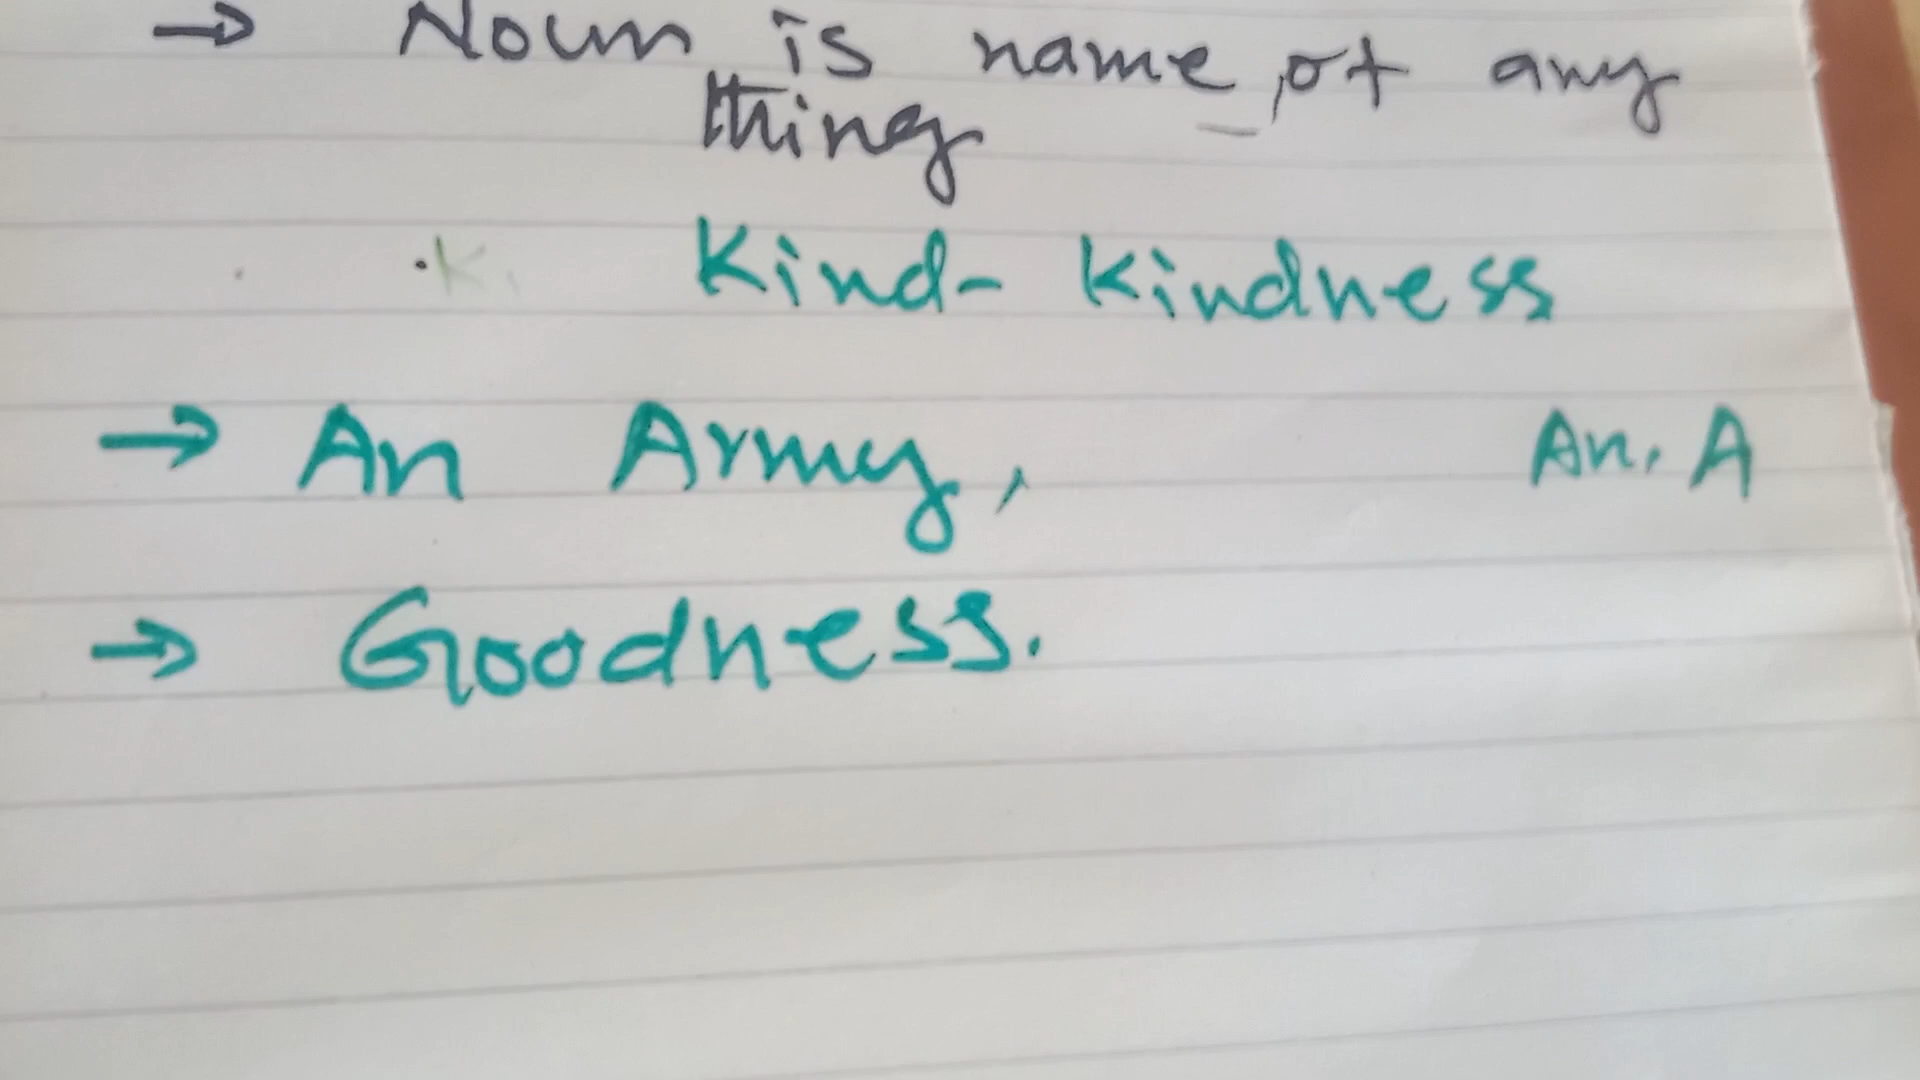 → Noun is name of any
thing
K. Kind- Kindness
→ An Army, An, A
→ Goodness.